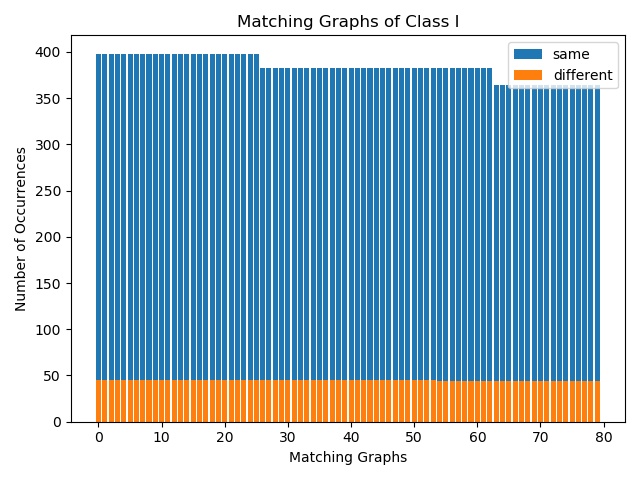 Matching Graphs of Class I
same
different
Number of Occurrences
400
350
300
250
200
150
100
50
0
0 10 20 30 40 50 60 70 80
Matching Graphs